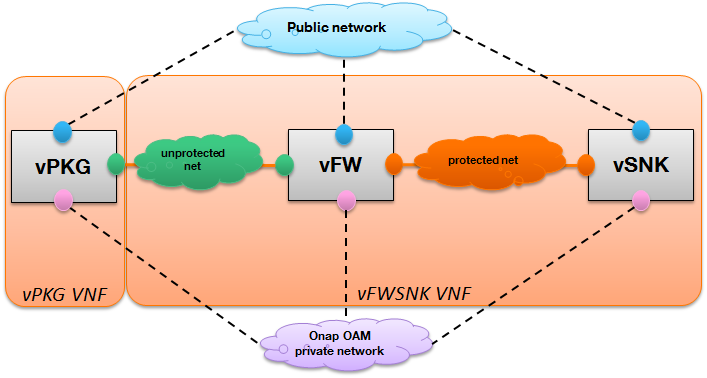 Public network
vPKG
unprotected
net
vFW
protected net
vSNK
vPKG VNF
vFWSNK VNF
Onap OAM
private network